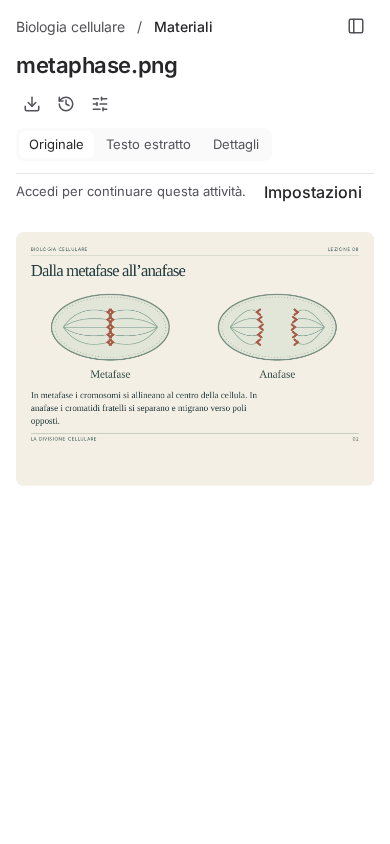 Biologia cellulare / Materiali
metaphase.png
Originale Testo estratto Dettagli
Accedi per continuare questa attività. Impostazioni
BIOLOGIA CELLULARE LEZIONE 08
Dalla metafase all’anafase
Metafase Anafase
In metafase i cromosomi si allineano al centro della cellula. In
anafase i cromatidi fratelli si separano e migrano verso poli
opposti.
LA DIVISIONE CELLULARE 02